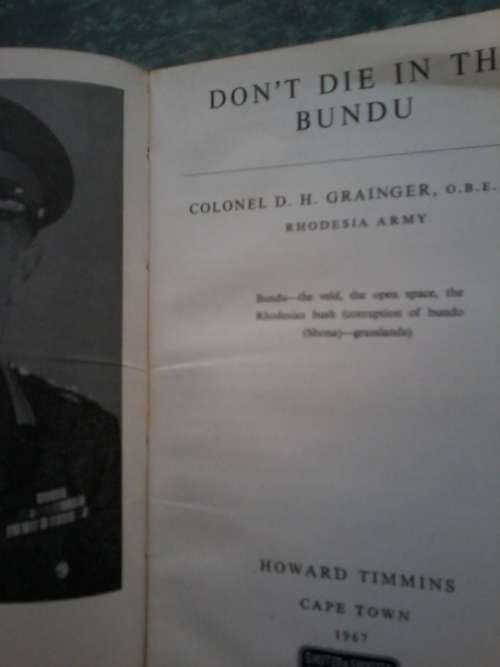 DON'T DIE IN TH
BUNDU
COLONEL D. H. GRAINGER, O.B.E.
RHODESIA ARMY
Bundu—the veld, the open space, the
Rhodesian bush (corruption of bundo
(Shona)—grasslands)
HOWARD TIMMINS
CAPE TOWN
1967